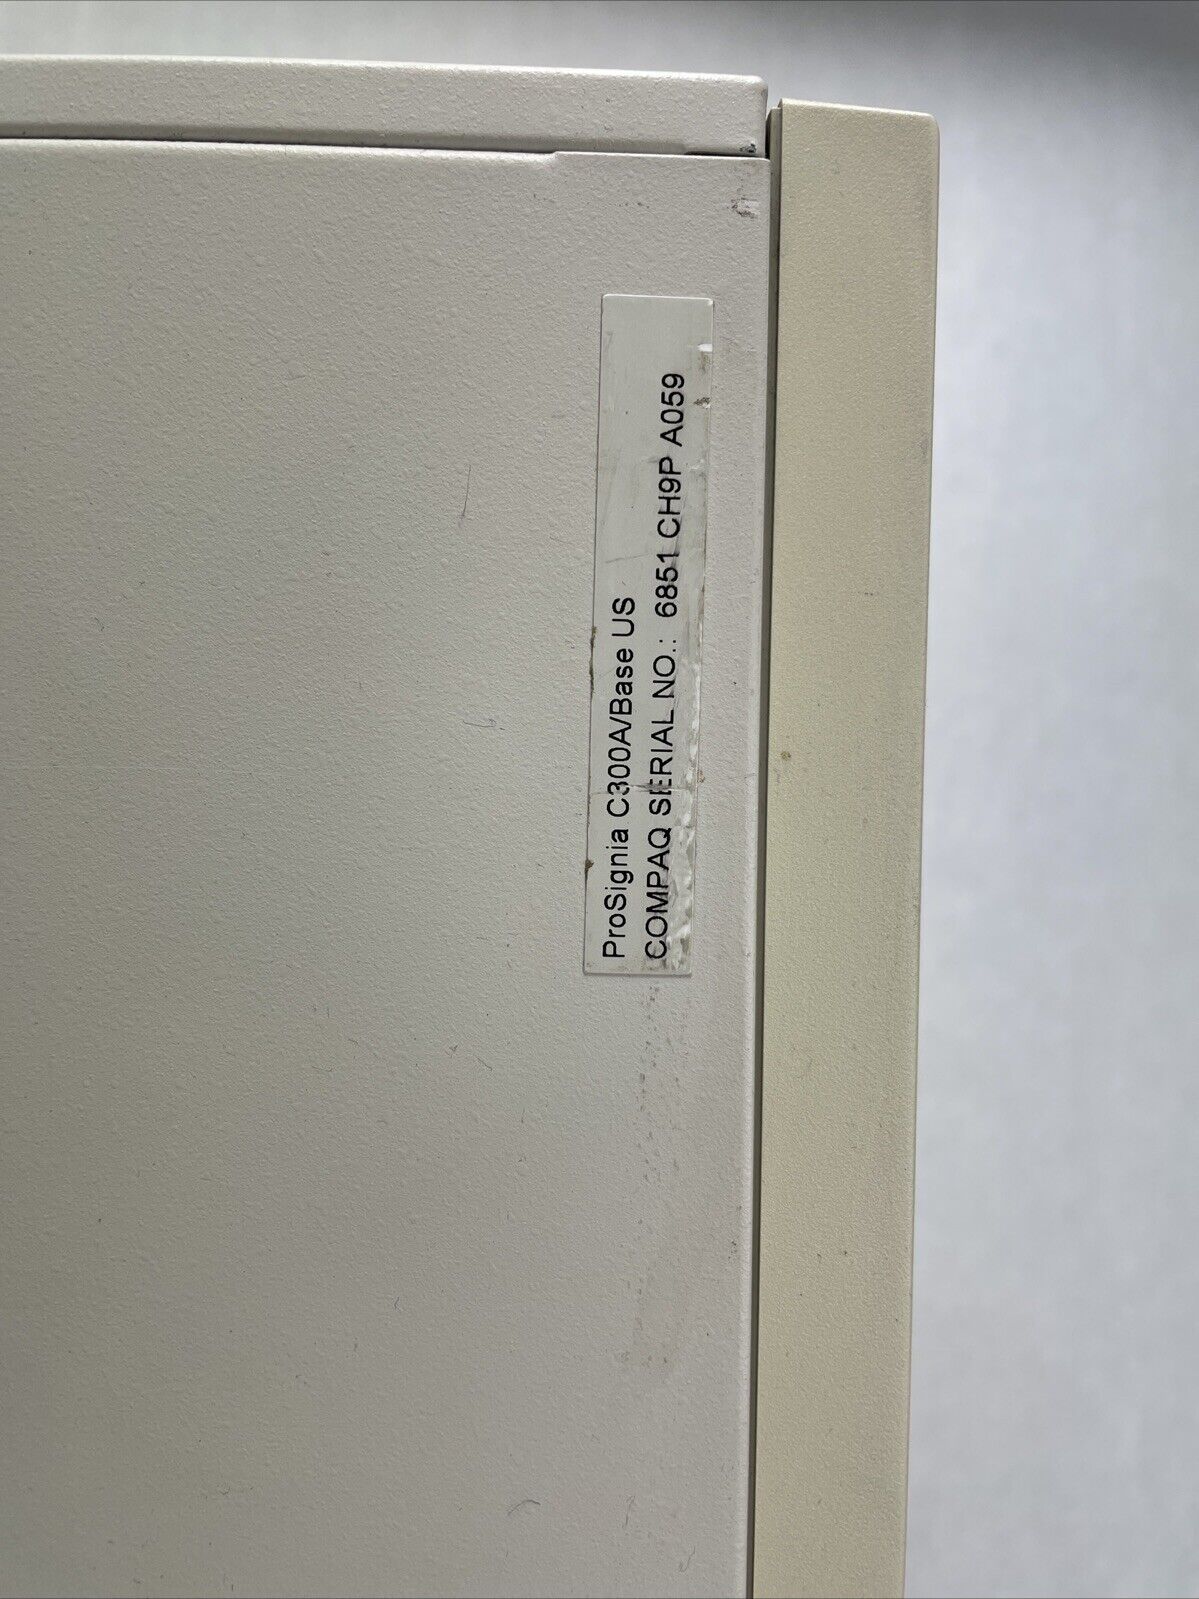 ProSignia C300A/Base US
COMPAQ SERIAL NO.: 6851 CH9P A059